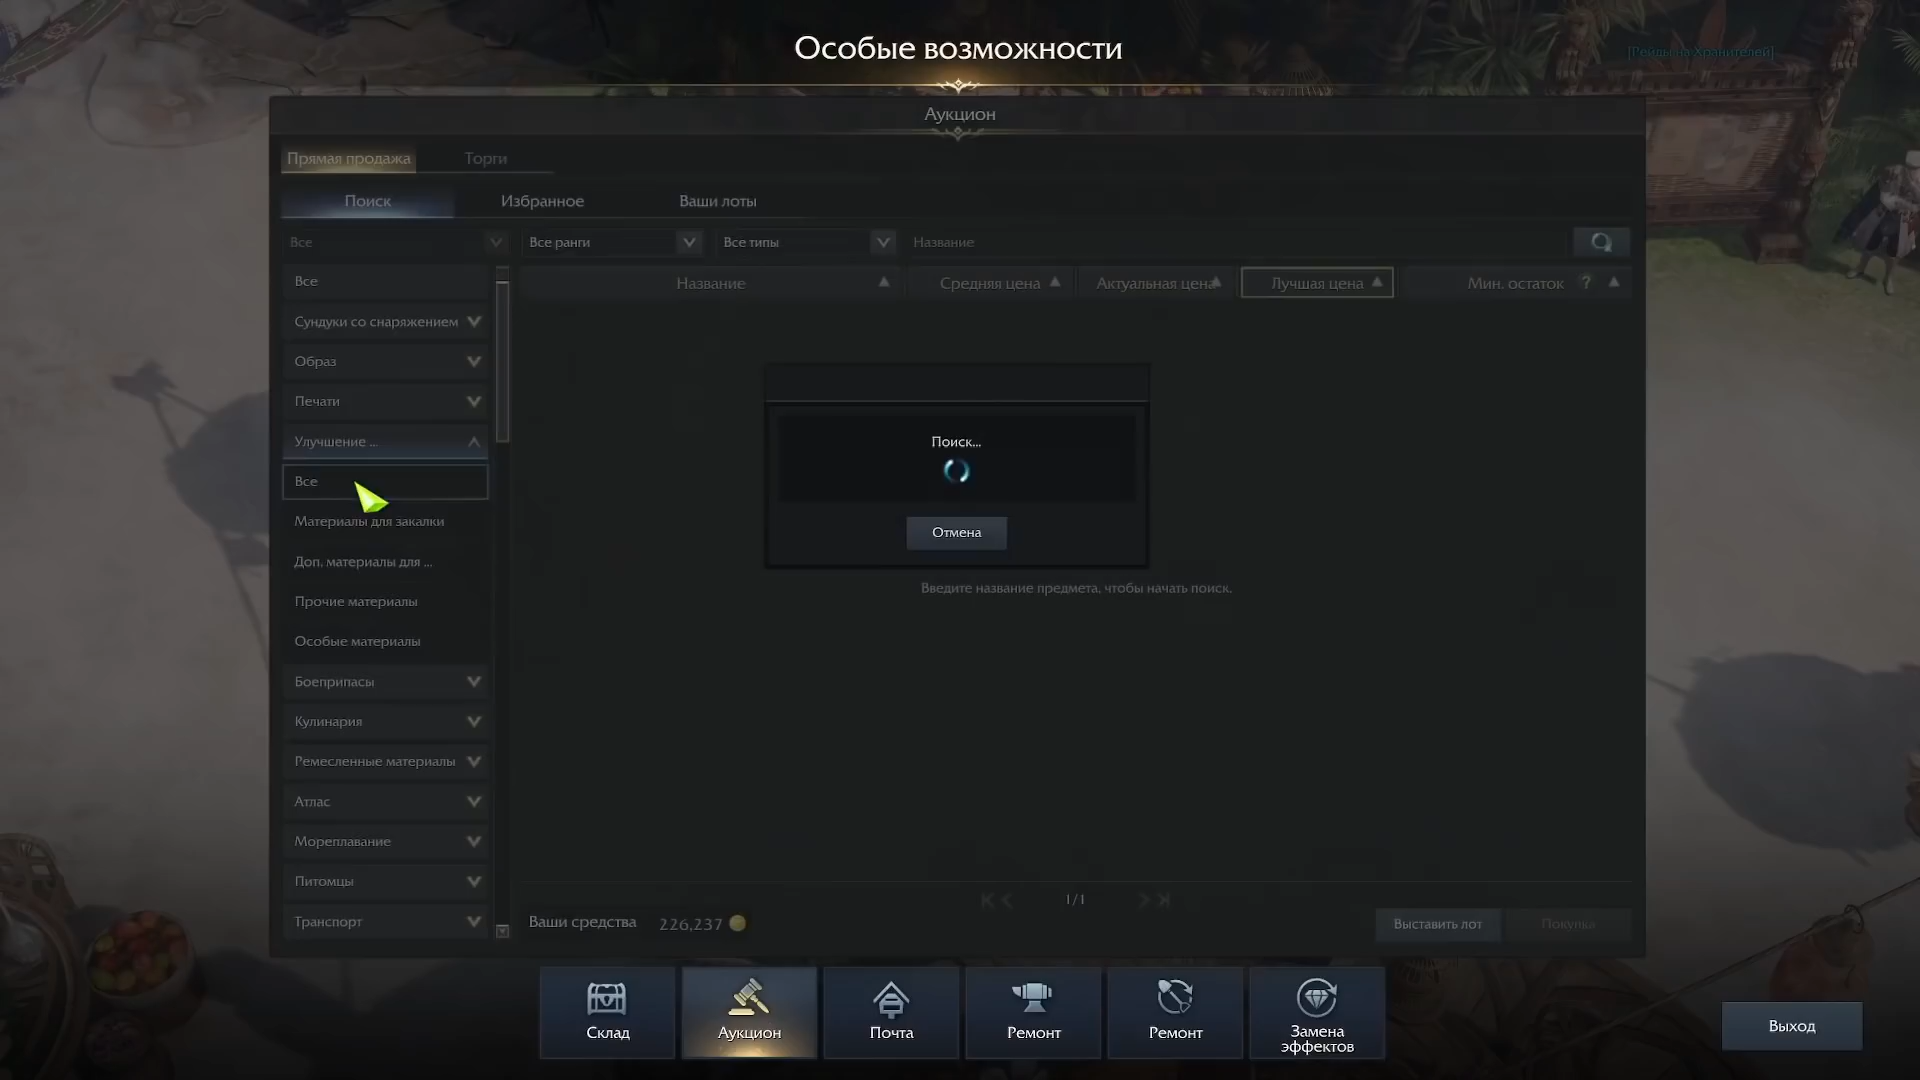 Особые возможности
[Рейды на Хранителей]
Аукцион
Прямая продажа
Торги
Поиск
Избранное
Ваши лоты
Все
Все ранги
Все типы
Название
Все
Название
Средняя цена
Актуальная цена
Лучшая цена
Мин. остаток ?
Сундуки со снаряжением
Образ
Печати
Улучшение ...
Все
Материалы для закалки
Доп. материалы для ...
Прочие материалы
Особые материалы
Боеприпасы
Кулинария
Ремесленные материалы
Атлас
Мореплавание
Питомцы
Транспорт
Поиск...
Отмена
Введите название предмета, чтобы начать поиск.
1/1
Ваши средства 226,237
Выставить лот
Покупка
Склад
Аукцион
Почта
Ремонт
Ремонт
Замена
эффектов
Выход